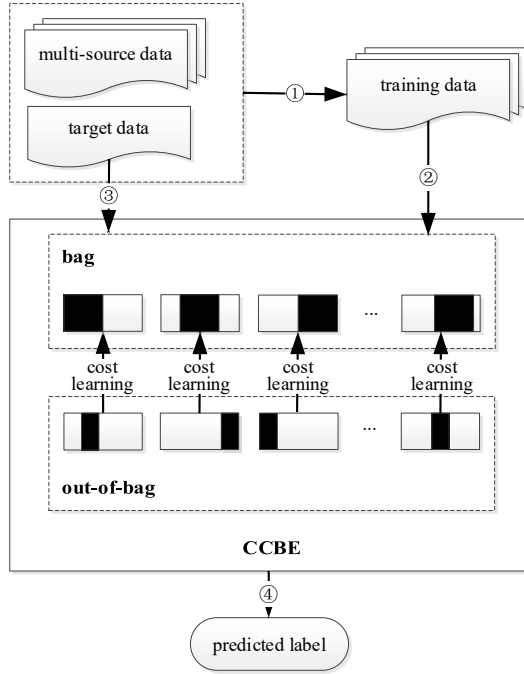 multi-source data
①
training data
target data
③
②
bag
...
cost
learning
cost
learning
cost
learning
cost
learning
...
out-of-bag
CCBE
④
predicted label